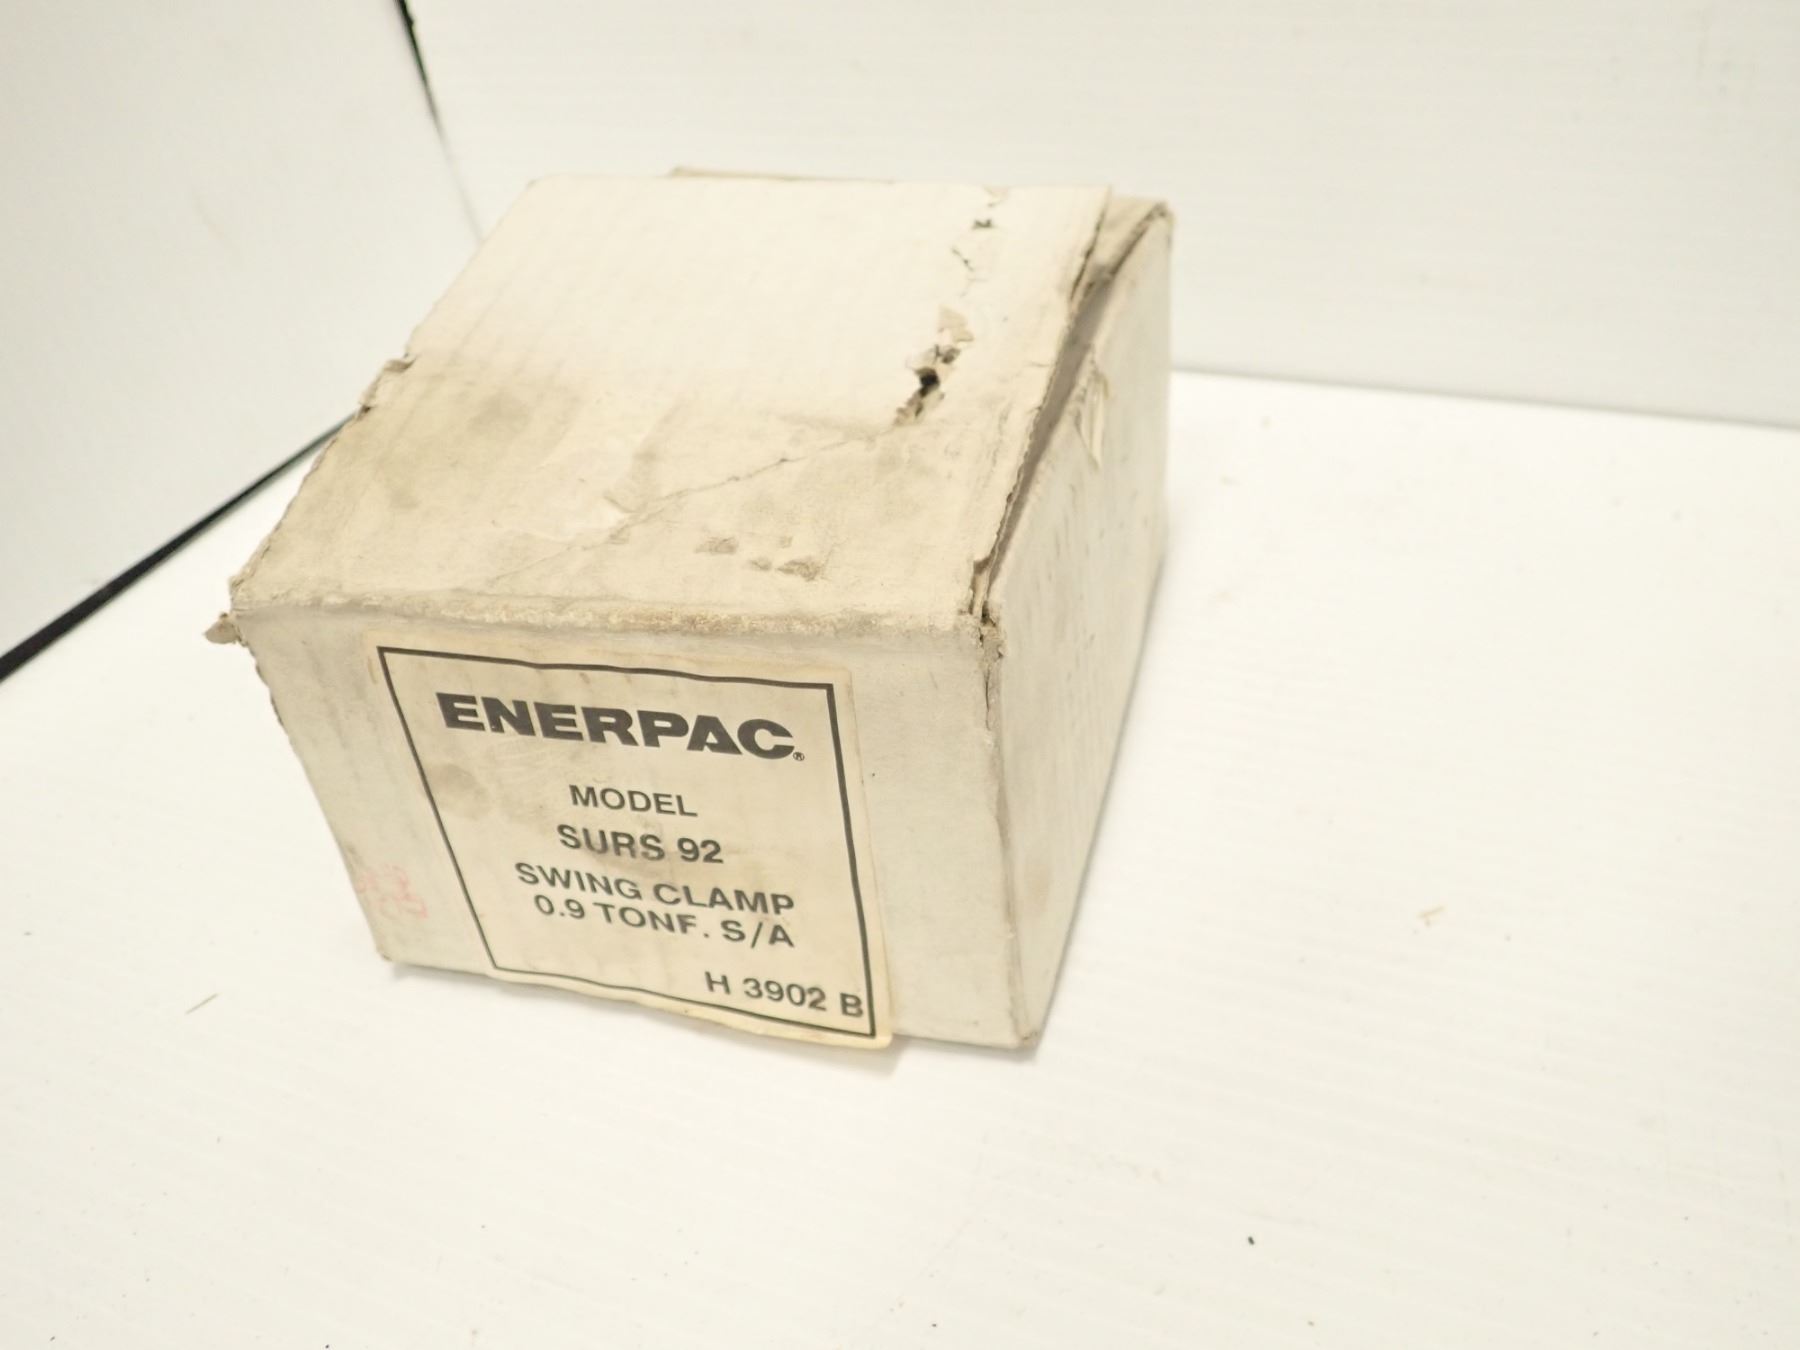 ENERPAC®
MODEL
SURS 92
SWING CLAMP
0.9 TONF. S/A
H 3902 B